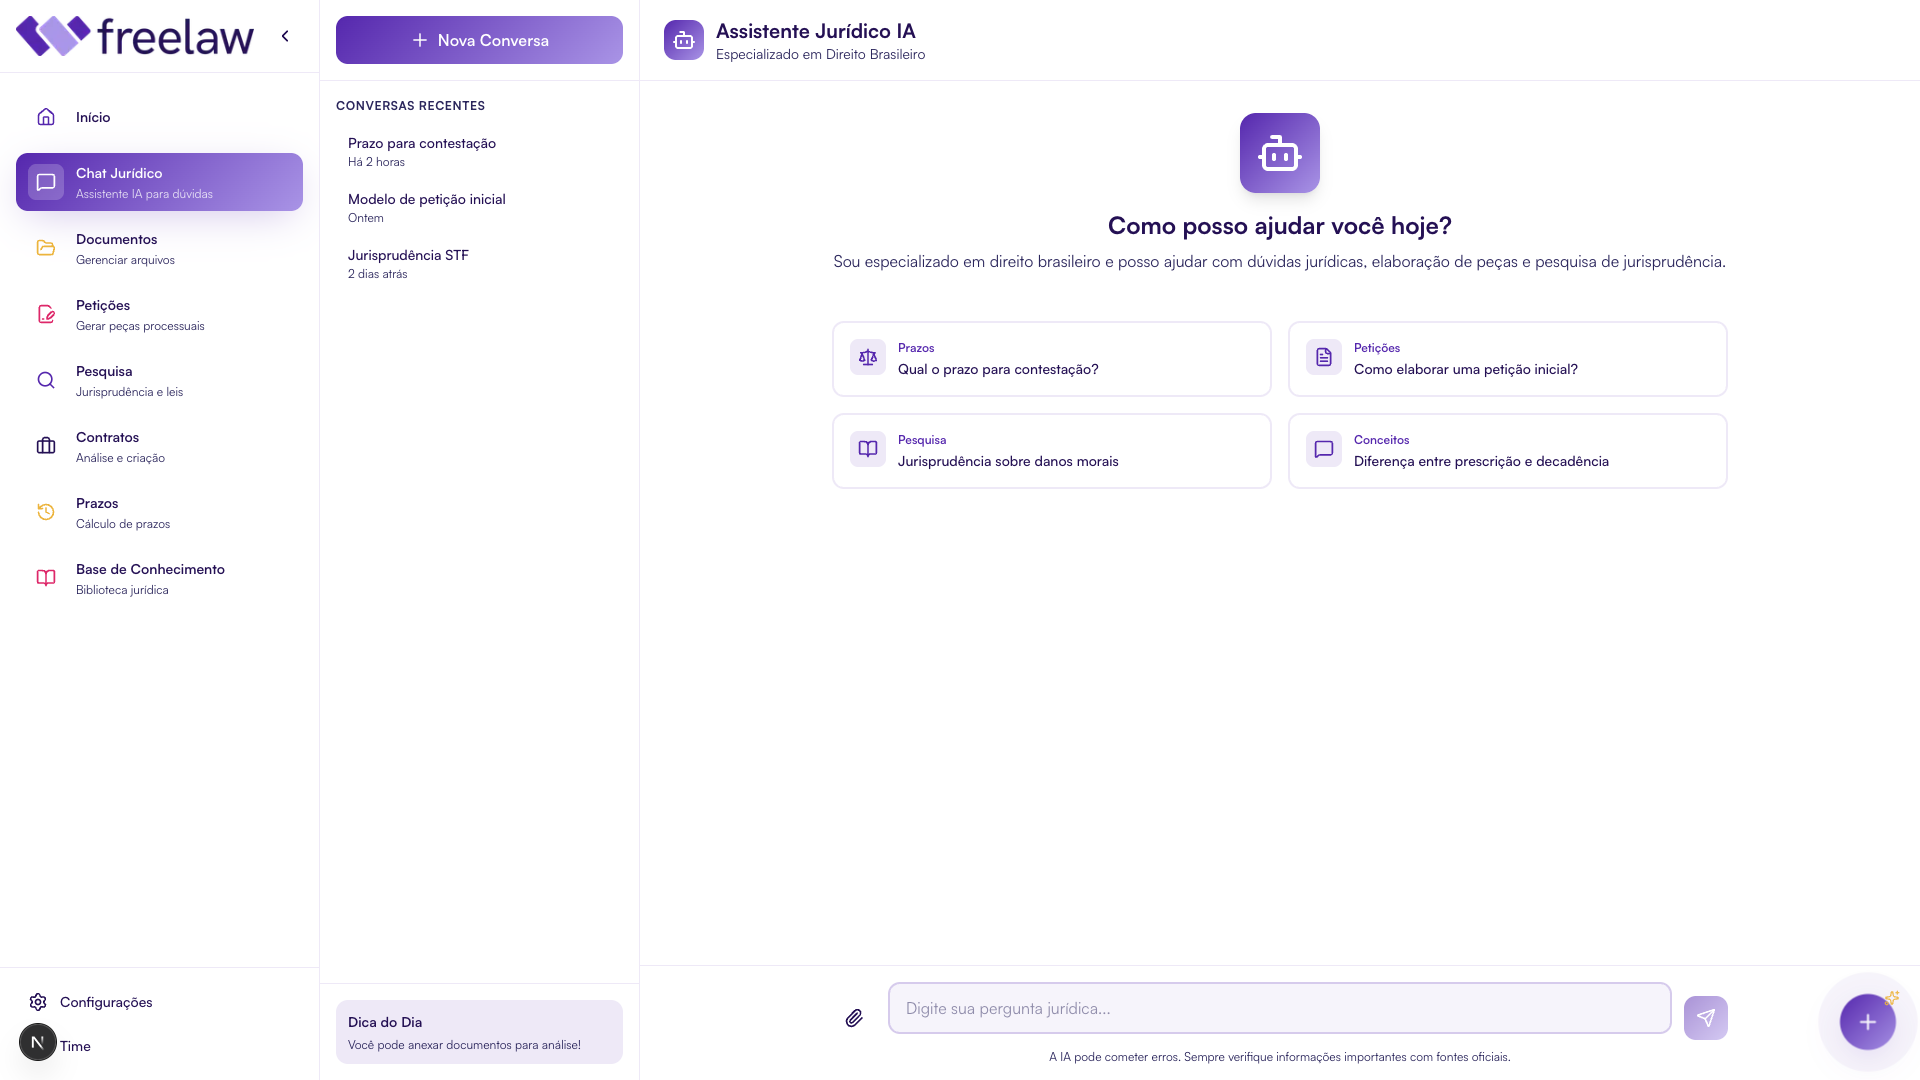 freelaw
Início
Chat Jurídico
Assistente IA para dúvidas
Documentos
Gerenciar arquivos
Petições
Gerar peças processuais
Pesquisa
Jurisprudência e leis
Contratos
Análise e criação
Prazos
Cálculo de prazos
Base de Conhecimento
Biblioteca jurídica
Configurações
N
Time
Nova Conversa
CONVERSAS RECENTES
Prazo para contestação
Há 2 horas
Modelo de petição inicial
Ontem
Jurisprudência STF
2 dias atrás
Dica do Dia
Você pode anexar documentos para análise!
Assistente Jurídico IA
Especializado em Direito Brasileiro
Como posso ajudar você hoje?
Sou especializado em direito brasileiro e posso ajudar com dúvidas jurídicas, elaboração de peças e pesquisa de jurisprudência.
Prazos
Qual o prazo para contestação?
Petições
Como elaborar uma petição inicial?
Pesquisa
Jurisprudência sobre danos morais
Conceitos
Diferença entre prescrição e decadência
Digite sua pergunta jurídica...
A IA pode cometer erros. Sempre verifique informações importantes com fontes oficiais.